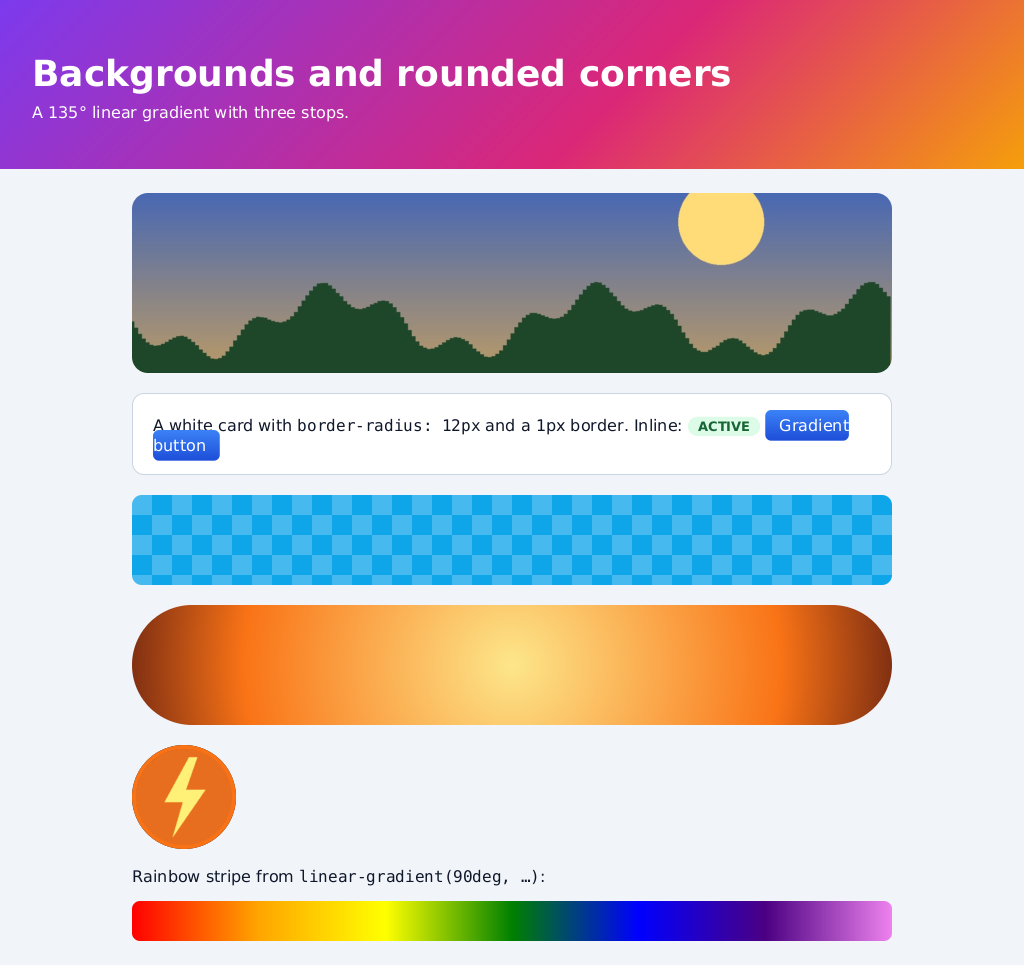 Backgrounds and rounded corners
A 135° linear gradient with three stops.
A white card with border-radius: 12px and a 1px border. Inline: ACTIVE Gradient
button
Rainbow stripe from linear-gradient(90deg, …):